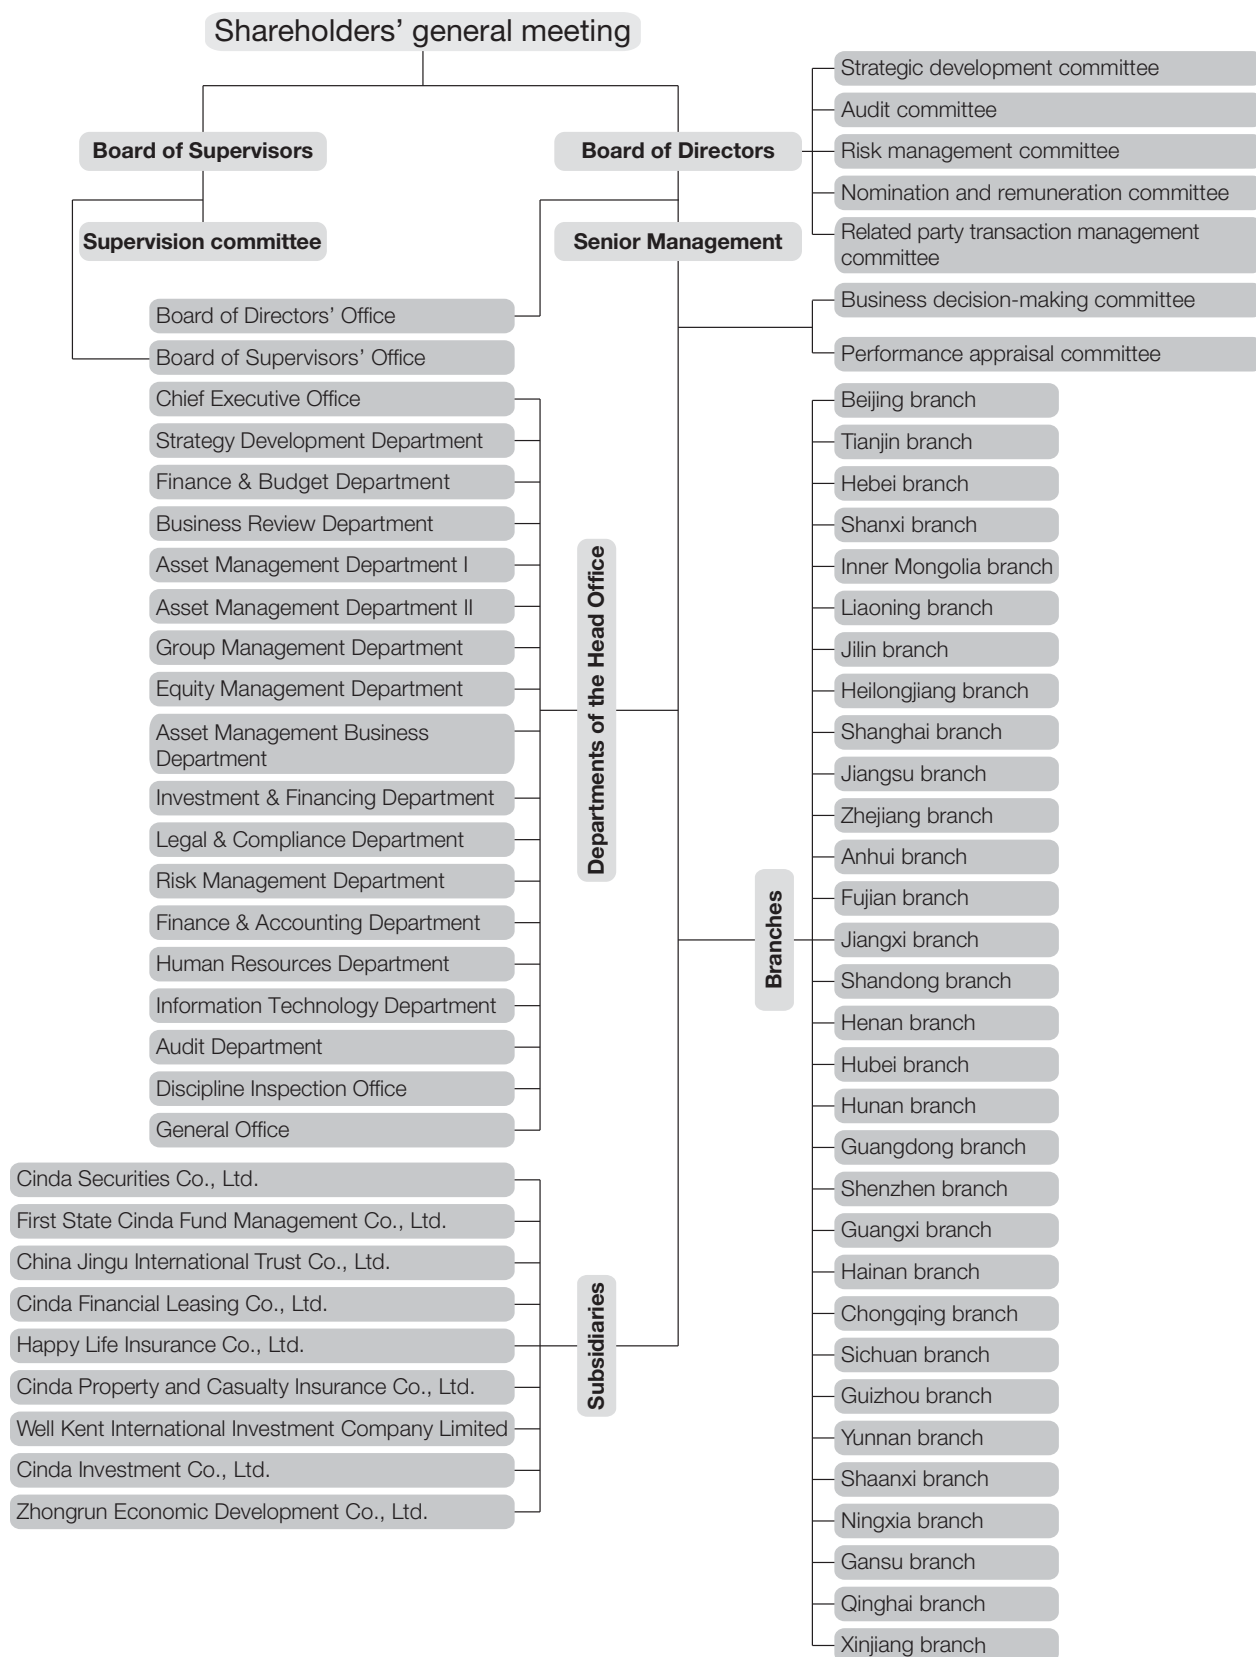 Shareholders’ general meeting
Board of Supervisors
Board of Directors
Supervision committee
Senior Management
Strategic development committee
Audit committee
Risk management committee
Nomination and remuneration committee
Related party transaction management
committee
Business decision-making committee
Performance appraisal committee
Board of Directors’ Office
Board of Supervisors’ Office
Departments of the Head Office
Chief Executive Office
Strategy Development Department
Finance & Budget Department
Business Review Department
Asset Management Department I
Asset Management Department II
Group Management Department
Equity Management Department
Asset Management Business
Department
Investment & Financing Department
Legal & Compliance Department
Risk Management Department
Finance & Accounting Department
Human Resources Department
Information Technology Department
Audit Department
Discipline Inspection Office
General Office
Subsidiaries
Cinda Securities Co., Ltd.
First State Cinda Fund Management Co., Ltd.
China Jingu International Trust Co., Ltd.
Cinda Financial Leasing Co., Ltd.
Happy Life Insurance Co., Ltd.
Cinda Property and Casualty Insurance Co., Ltd.
Well Kent International Investment Company Limited
Cinda Investment Co., Ltd.
Zhongrun Economic Development Co., Ltd.
Branches
Beijing branch
Tianjin branch
Hebei branch
Shanxi branch
Inner Mongolia branch
Liaoning branch
Jilin branch
Heilongjiang branch
Shanghai branch
Jiangsu branch
Zhejiang branch
Anhui branch
Fujian branch
Jiangxi branch
Shandong branch
Henan branch
Hubei branch
Hunan branch
Guangdong branch
Shenzhen branch
Guangxi branch
Hainan branch
Chongqing branch
Sichuan branch
Guizhou branch
Yunnan branch
Shaanxi branch
Ningxia branch
Gansu branch
Qinghai branch
Xinjiang branch